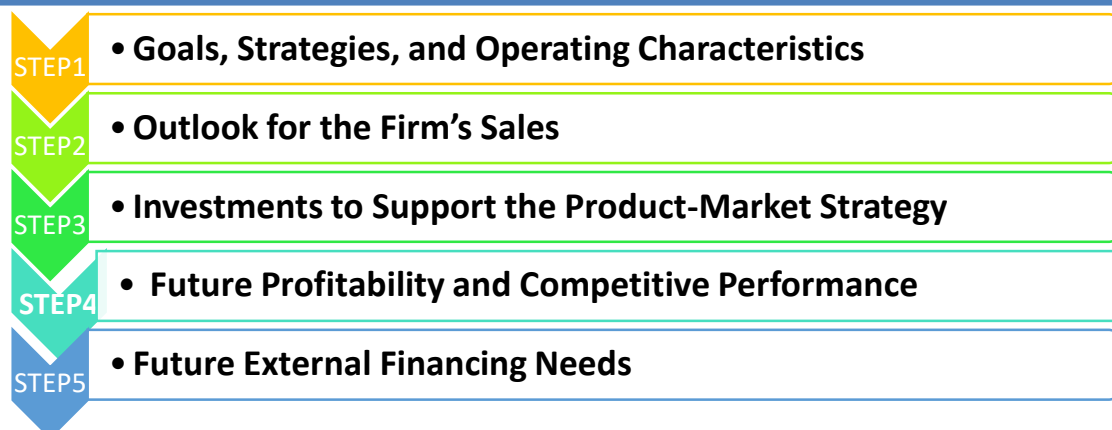 STEP1 • Goals, Strategies, and Operating Characteristics
STEP2 • Outlook for the Firm's Sales
STEP3 • Investments to Support the Product-Market Strategy
STEP4 • Future Profitability and Competitive Performance
STEP5 • Future External Financing Needs